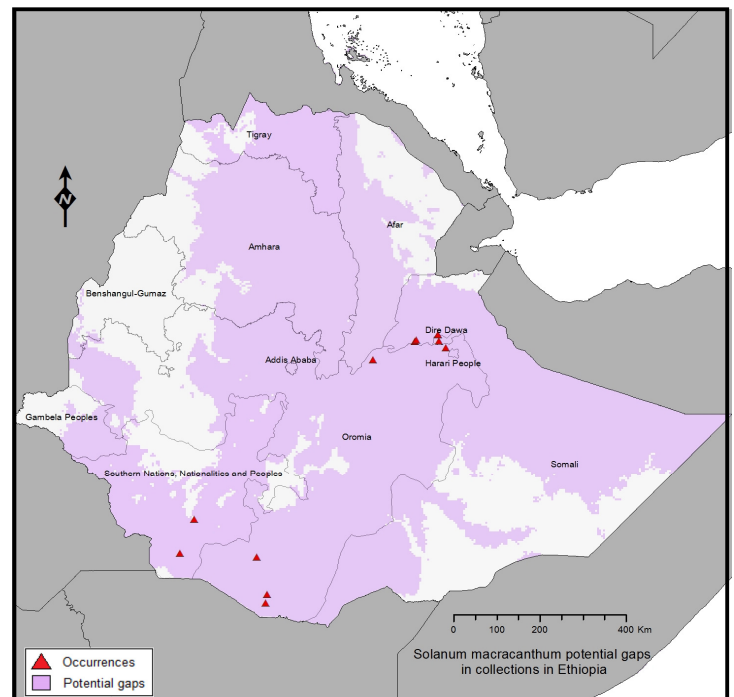 Tigray
Afar
Amhara
Benshangul-Gumaz
Dire Dawa
Addis Ababa
Harari People
Gambela Peoples
Oromia
Somali
Southern Nations, Nationalities and Peoples
N
0 100 200 400 Km
Solanum macracanthum potential gaps
in collections in Ethiopia
Occurrences
Potential gaps